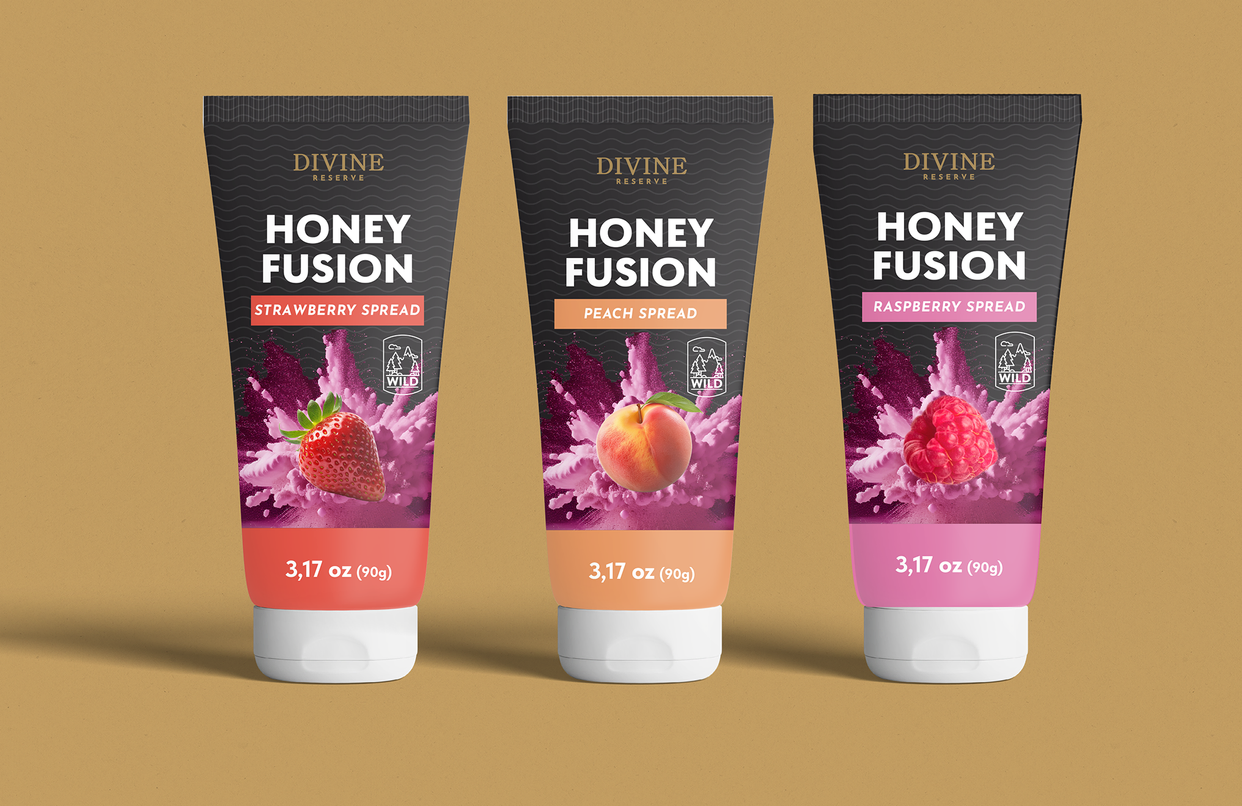 DIVINE
RESERVE
HONEY
FUSION
STRAWBERRY SPREAD
WILD
3,17 oz (90g)
DIVINE
RESERVE
HONEY
FUSION
PEACH SPREAD
WILD
3,17 oz (90g)
DIVINE
RESERVE
HONEY
FUSION
RASPBERRY SPREAD
WILD
3,17 oz (90g)